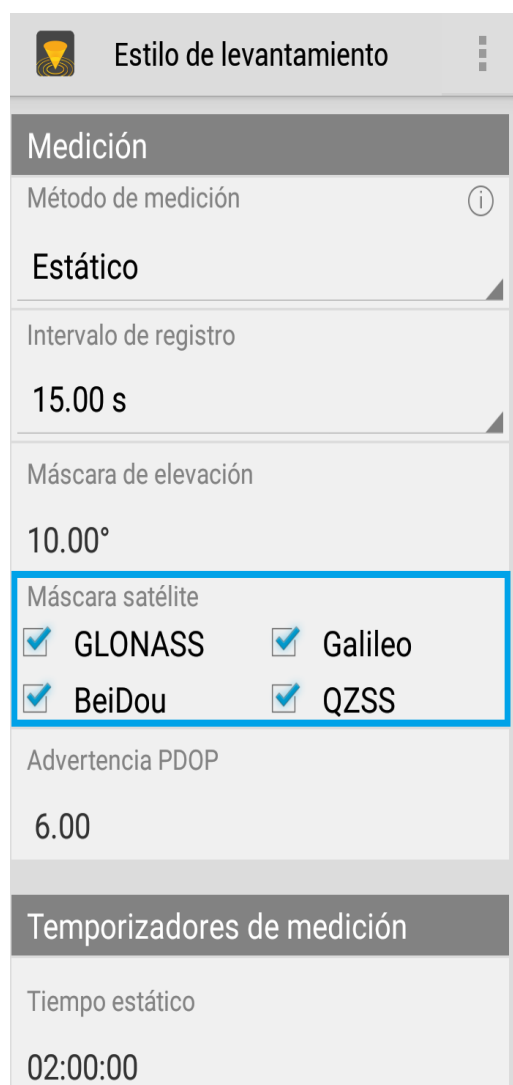 Estilo de levantamiento
Medición
Método de medición
Estático
Intervalo de registro
15.00 s
Máscara de elevación
10.00°
Máscara satélite
GLONASS Galileo
BeiDou QZSS
Advertencia PDOP
6.00
Temporizadores de medición
Tiempo estático
02:00:00